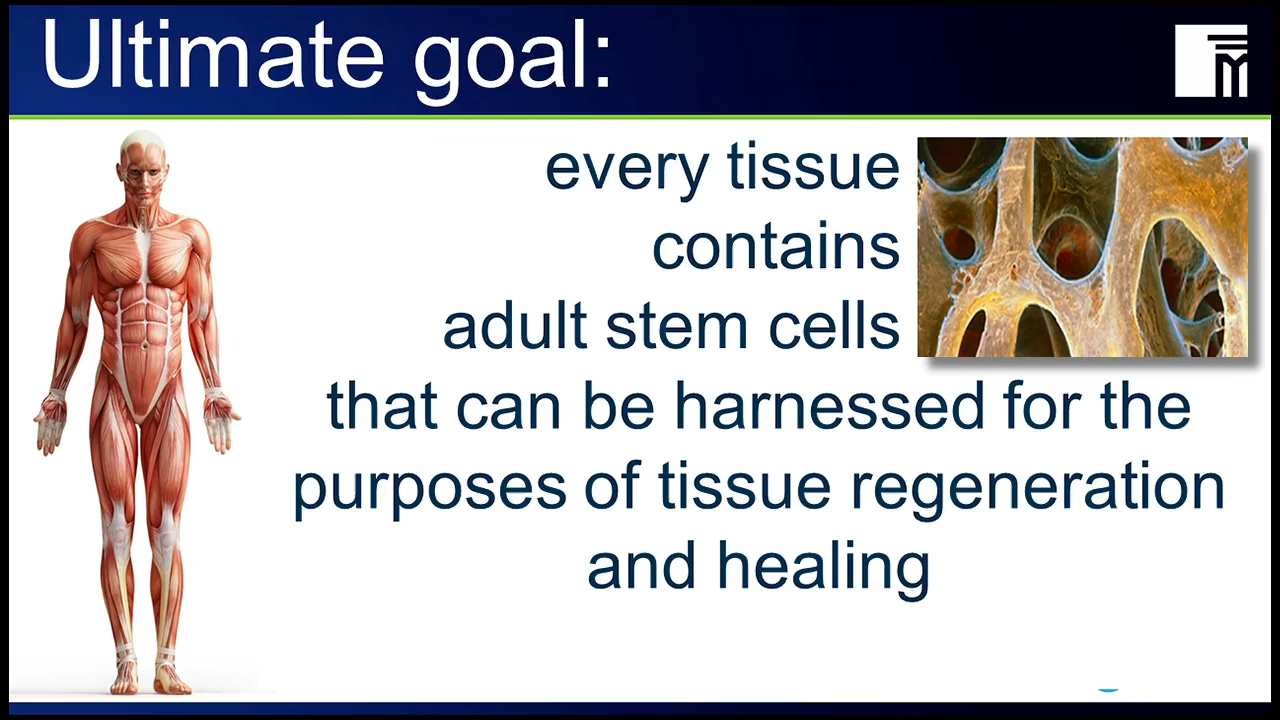 Ultimate goal:
every tissue
contains
adult stem cells
that can be harnessed for the
purposes of tissue regeneration
and healing